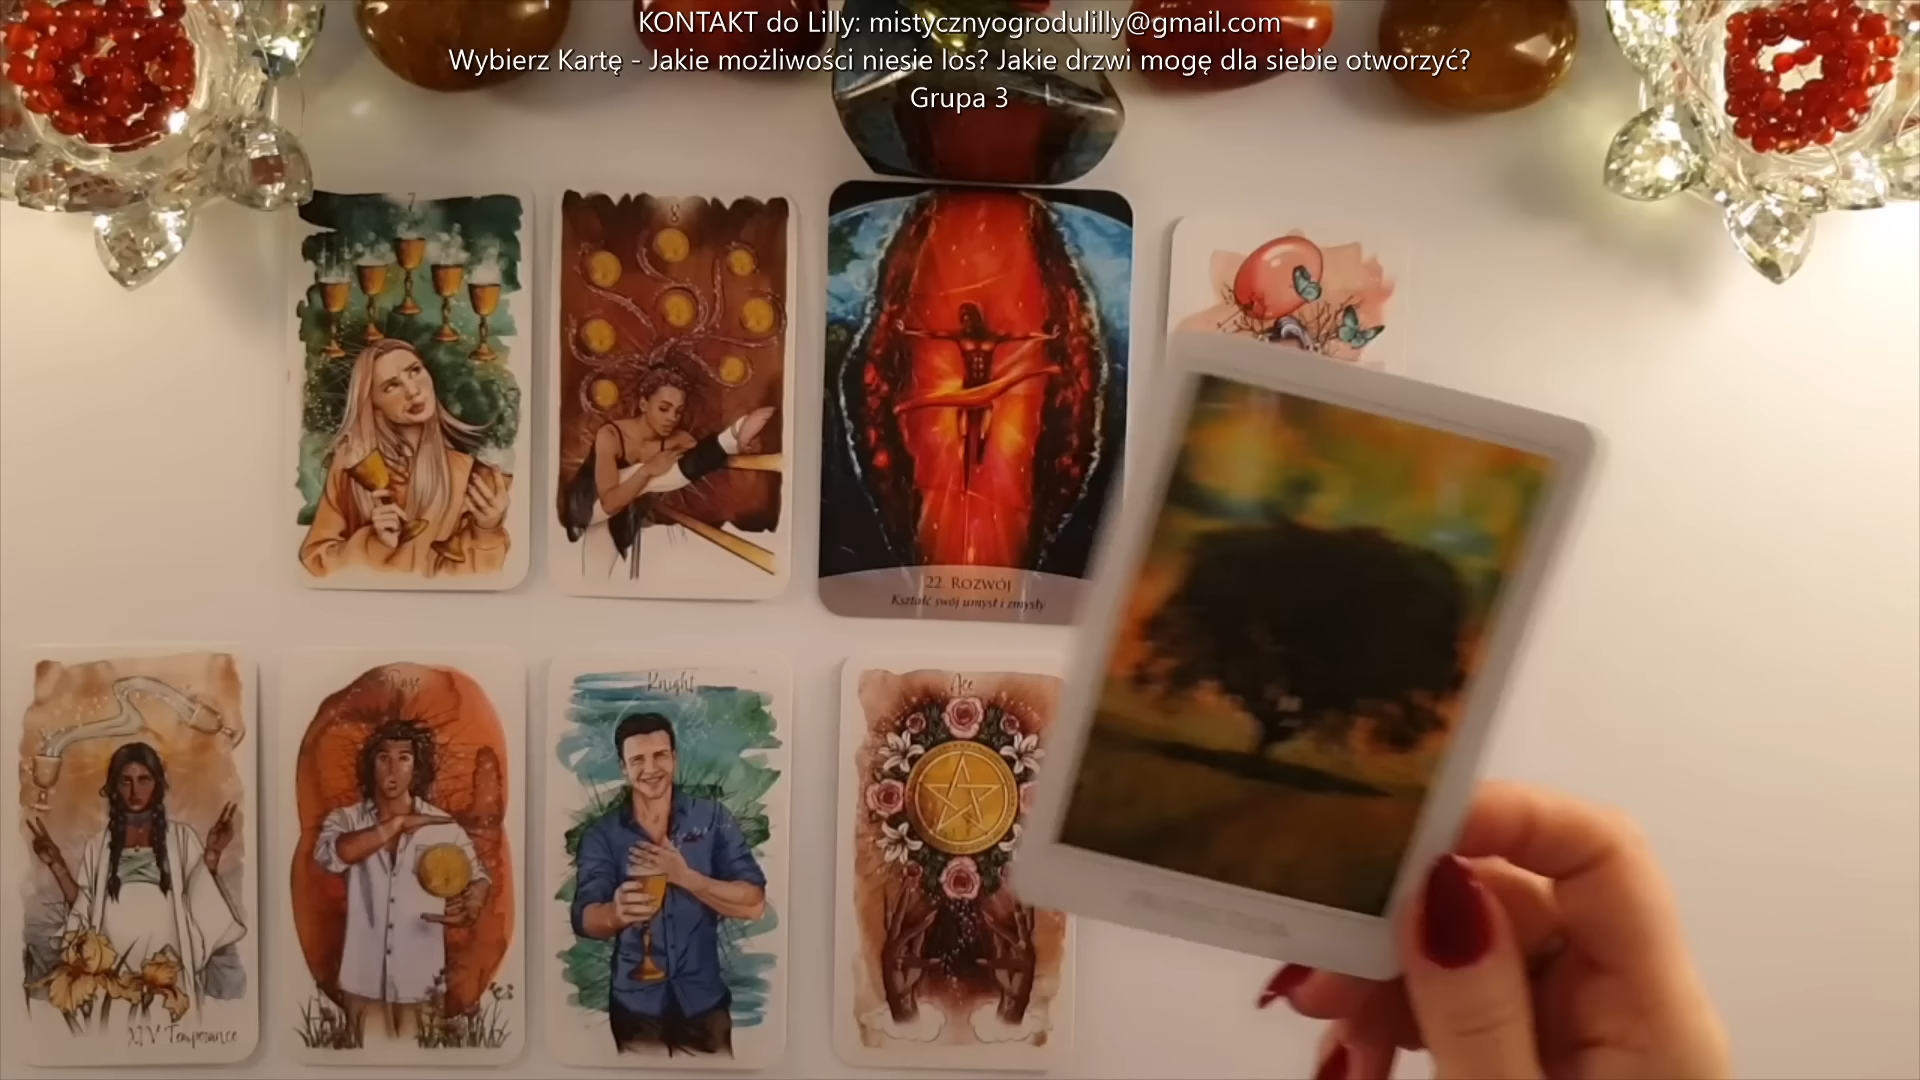 KONTAKT do Lilly: mistycznyogrodulilly@gmail.com
Wybierz Kartę - Jakie możliwości niesie los? Jakie drzwi mogę dla siebie otworzyć?
Grupa 3
7
8
22. ROZWÓJ
Kształć swój umysł i zmysły
Page
Knight
Ace
XIV Temperance